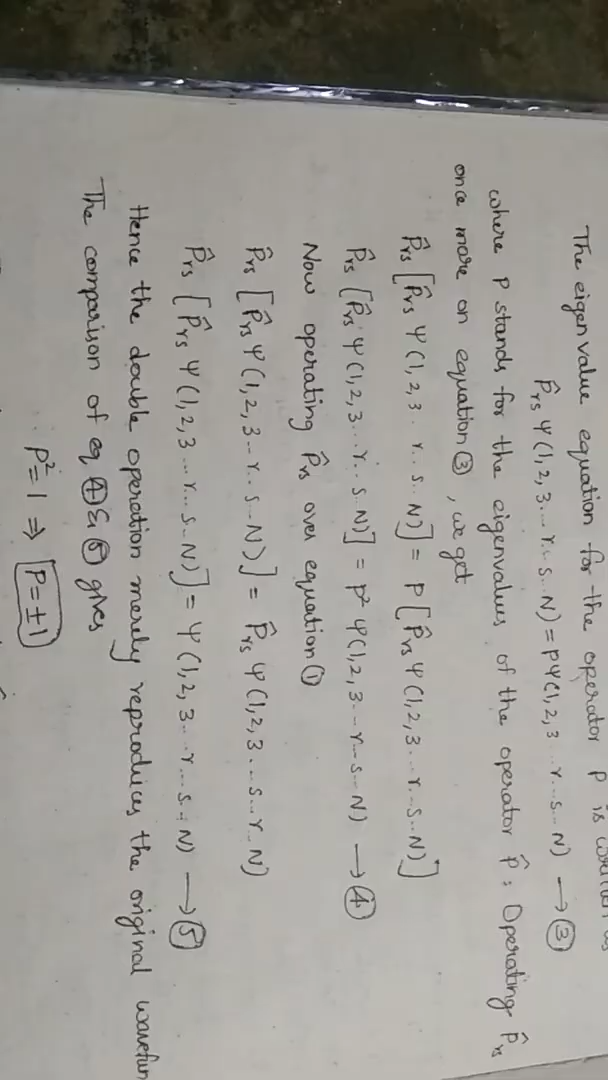 The eigen value equation for the operator P is
P̂rs Ψ(1,2,3...r..s...N) = PΨ(1,2,3...r...s...N) → ③
where P stands for the eigenvalues of the operator P̂. Operating P̂rs
once more on equation ③, we get
P̂rs [P̂rs Ψ(1,2,3..r..s..N)] = P [P̂rs Ψ(1,2,3...r..s..N)]
P̂rs [P̂rs Ψ(1,2,3...r..s..N)] = P² Ψ(1,2,3...r...s...N) → ④
Now operating P̂rs over equation ①
P̂rs [P̂rs Ψ(1,2,3...r..s..N)] = P̂rs Ψ(1,2,3...s...r..N)
P̂rs [P̂rs Ψ(1,2,3...r...s..N)] = Ψ(1,2,3...r...s...N) → ⑤
Hence the double operation merely reproduces the original
The comparison of eq ④ & ⑤ gives
P²=1 ⇒ P=±1